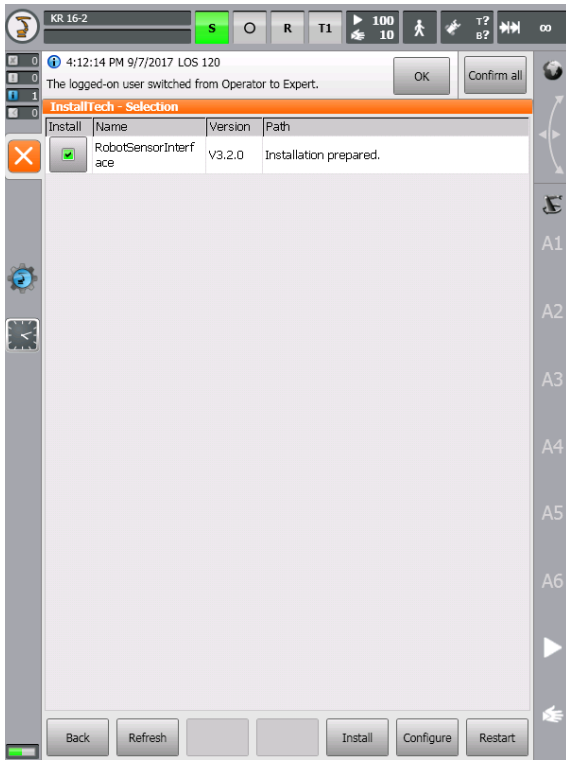 KR 16-2
S
O
R
T1
100
10
T?
B?
∞
0
0
1
0
4:12:14 PM 9/7/2017 LOS 120
The logged-on user switched from Operator to Expert.
OK
Confirm all
InstallTech - Selection
Install Name Version Path
RobotSensorInterf
ace
V3.2.0
Installation prepared.
A1
A2
A3
A4
A5
A6
Back
Refresh
Install
Configure
Restart